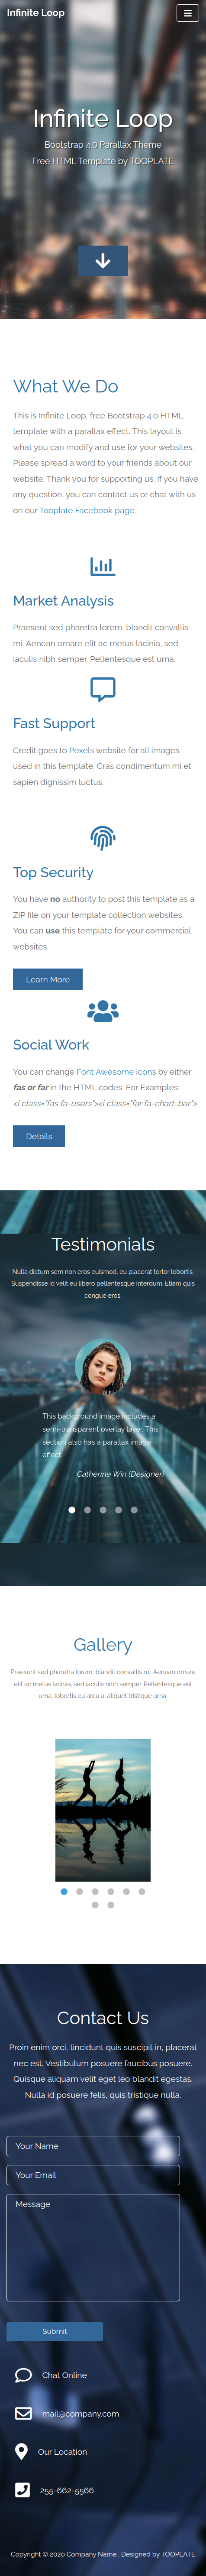 Infinite Loop
Infinite Loop
Bootstrap 4.0 Parallax Theme
Free HTML Template by TOOPLATE
What We Do
This is Infinite Loop, free Bootstrap 4.0 HTML
template with a parallax effect. This layout is
what you can modify and use for your websites.
Please spread a word to your friends about our
website. Thank you for supporting us. If you have
any question, you can contact us or chat with us
on our Tooplate Facebook page.
Market Analysis
Praesent sed pharetra lorem, blandit convallis
mi. Aenean ornare elit ac metus lacinia, sed
iaculis nibh semper. Pellentesque est urna.
Fast Support
Credit goes to Pexels website for all images
used in this template. Cras condimentum mi et
sapien dignissim luctus.
Top Security
You have no authority to post this template as a
ZIP file on your template collection websites.
You can use this template for your commercial
websites.
Learn More
Social Work
You can change Font Awesome icons by either
fas or far in the HTML codes. For Examples:
<i class="fas fa-users"><i class="far fa-chart-bar">
Details
Testimonials
Nulla dictum sem non eros euismod, eu placerat tortor lobortis.
Suspendisse id velit eu libero pellentesque interdum. Etiam quis
congue eros.
This background image includes a
semi-transparent overlay layer. This
section also has a parallax image
effect.
Catherine Win (Designer)
Gallery
Praesent sed pharetra lorem, blandit convallis mi. Aenean ornare
elit ac metus lacinia, sed iaculis nibh semper. Pellentesque est
urna, lobortis eu arcu a, aliquet tristique urna.
Contact Us
Proin enim orci, tincidunt quis suscipit in, placerat
nec est. Vestibulum posuere faucibus posuere.
Quisque aliquam velit eget leo blandit egestas.
Nulla id posuere felis, quis tristique nulla.
Your Name
Your Email
Message
Submit
Chat Online
mail@company.com
Our Location
255-662-5566
Copyright © 2020 Company Name . Designed by TOOPLATE